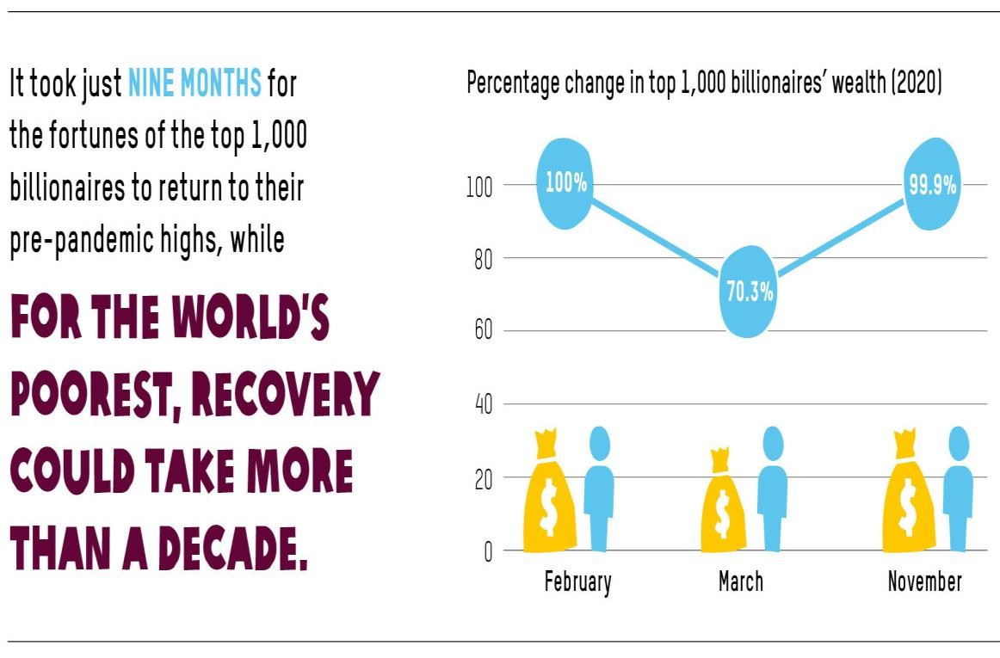 It took just NINE MONTHS for
the fortunes of the top 1,000
billionaires to return to their
pre-pandemic highs, while
FOR THE WORLD'S
POOREST, RECOVERY
COULD TAKE MORE
THAN A DECADE.
Percentage change in top 1,000 billionaires’ wealth (2020)
100
80
60
40
20
0
100%
70.3%
99.9%
$
$
$
February
March
November